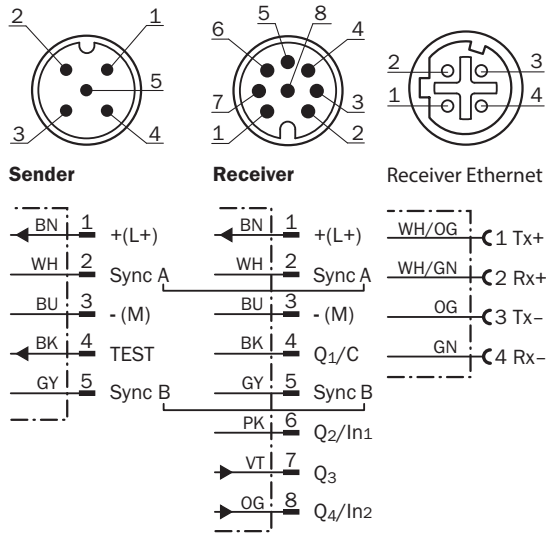 2 1
5
3 4
5 8
6 4
7 3
1 2
2 3
1 4
Sender
BN 1 +(L+)
WH 2 Sync A
BU 3 - (M)
BK 4 TEST
GY 5 Sync B
Receiver
BN 1 +(L+)
WH 2 Sync A
BU 3 - (M)
BK 4 Q1/C
GY 5 Sync B
PK 6 Q2/In1
VT 7 Q3
OG 8 Q4/In2
Receiver Ethernet
WH/OG 1 Tx+
WH/GN 2 Rx+
OG 3 Tx–
GN 4 Rx–